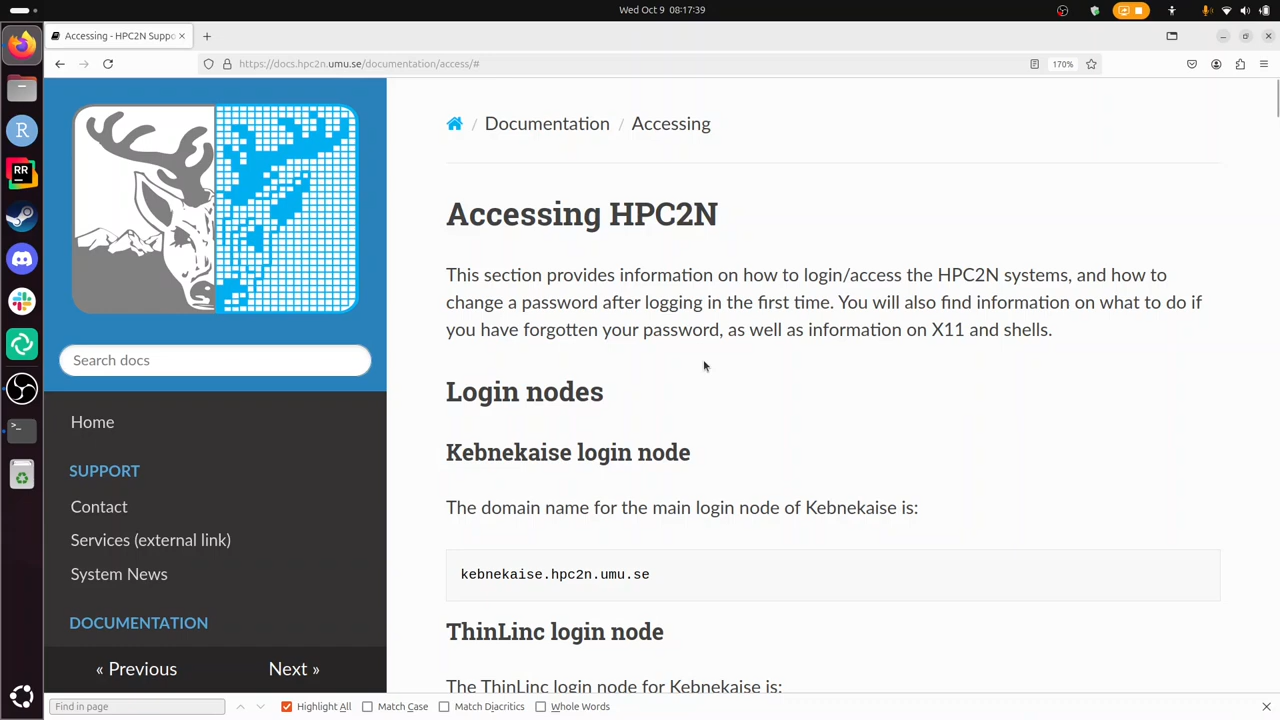 Wed Oct 9 08:17:39
Accessing - HPC2N Suppo
https://docs.hpc2n.umu.se/documentation/access/#
170%
Search docs
Home
SUPPORT
Contact
Services (external link)
System News
DOCUMENTATION
« Previous
Next »
Documentation / Accessing
Accessing HPC2N
This section provides information on how to login/access the HPC2N systems, and how to
change a password after logging in the first time. You will also find information on what to do if
you have forgotten your password, as well as information on X11 and shells.
Login nodes
Kebnekaise login node
The domain name for the main login node of Kebnekaise is:
kebnekaise.hpc2n.umu.se
ThinLinc login node
The ThinLinc login node for Kebnekaise is:
Find in page
Highlight All
Match Case
Match Diacritics
Whole Words
R
RR
>_